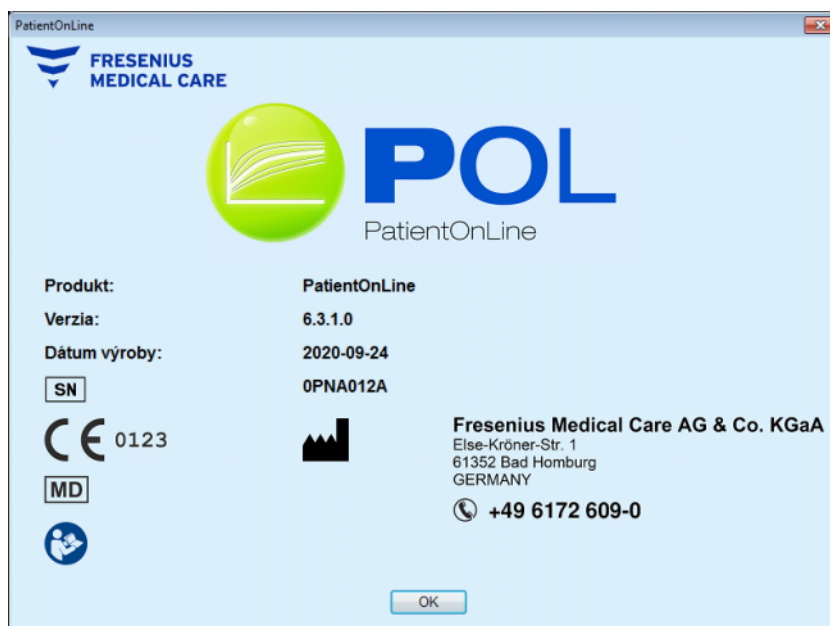 PatientOnLine
FRESENIUS
MEDICAL CARE
POL
PatientOnLine
Produkt: PatientOnLine
Verzia: 6.3.1.0
Dátum výroby: 2020-09-24
SN 0PNA012A
CE 0123
Fresenius Medical Care AG & Co. KGaA
Else-Kröner-Str. 1
61352 Bad Homburg
GERMANY
MD
+49 6172 609-0
OK